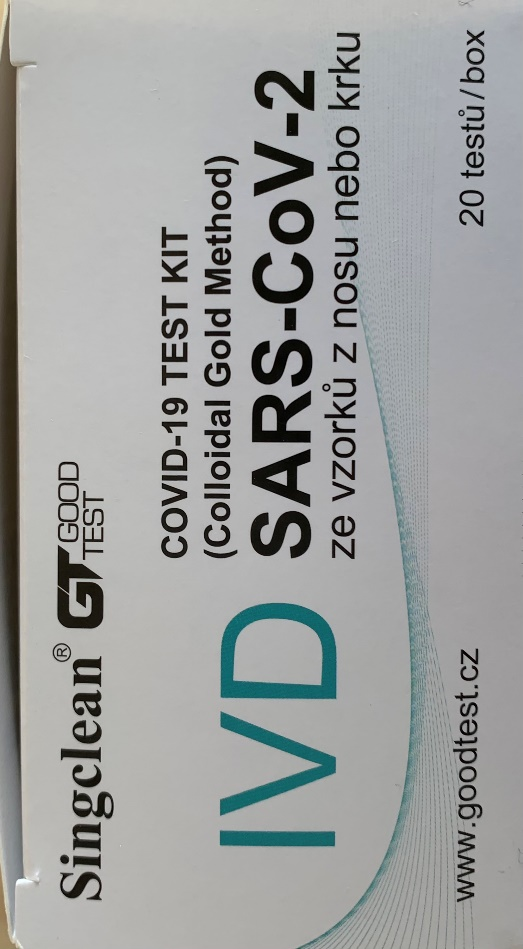 Singclean® GT GOOD
TEST
COVID-19 TEST KIT
(Colloidal Gold Method)
IVD SARS-CoV-2
ze vzorků z nosu nebo krku
www.goodtest.cz 20 testů/box